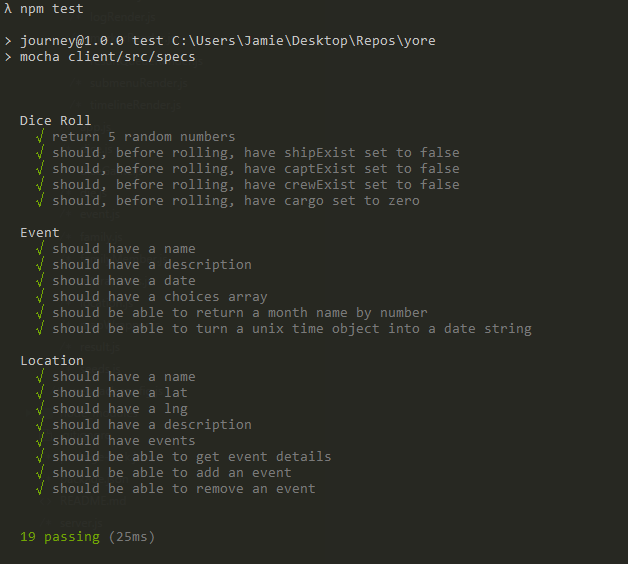 λ npm test
> journey@1.0.0 test C:\Users\Jamie\Desktop\Repos\yore
> mocha client/src/specs
Dice Roll
√ return 5 random numbers
√ should, before rolling, have shipExist set to false
√ should, before rolling, have captExist set to false
√ should, before rolling, have crewExist set to false
√ should, before rolling, have cargo set to zero
Event
√ should have a name
√ should have a description
√ should have a date
√ should have a choices array
√ should be able to return a month name by number
√ should be able to turn a unix time object into a date string
Location
√ should have a name
√ should have a lat
√ should have a lng
√ should have a description
√ should have events
√ should be able to get event details
√ should be able to add an event
√ should be able to remove an event
19 passing (25ms)